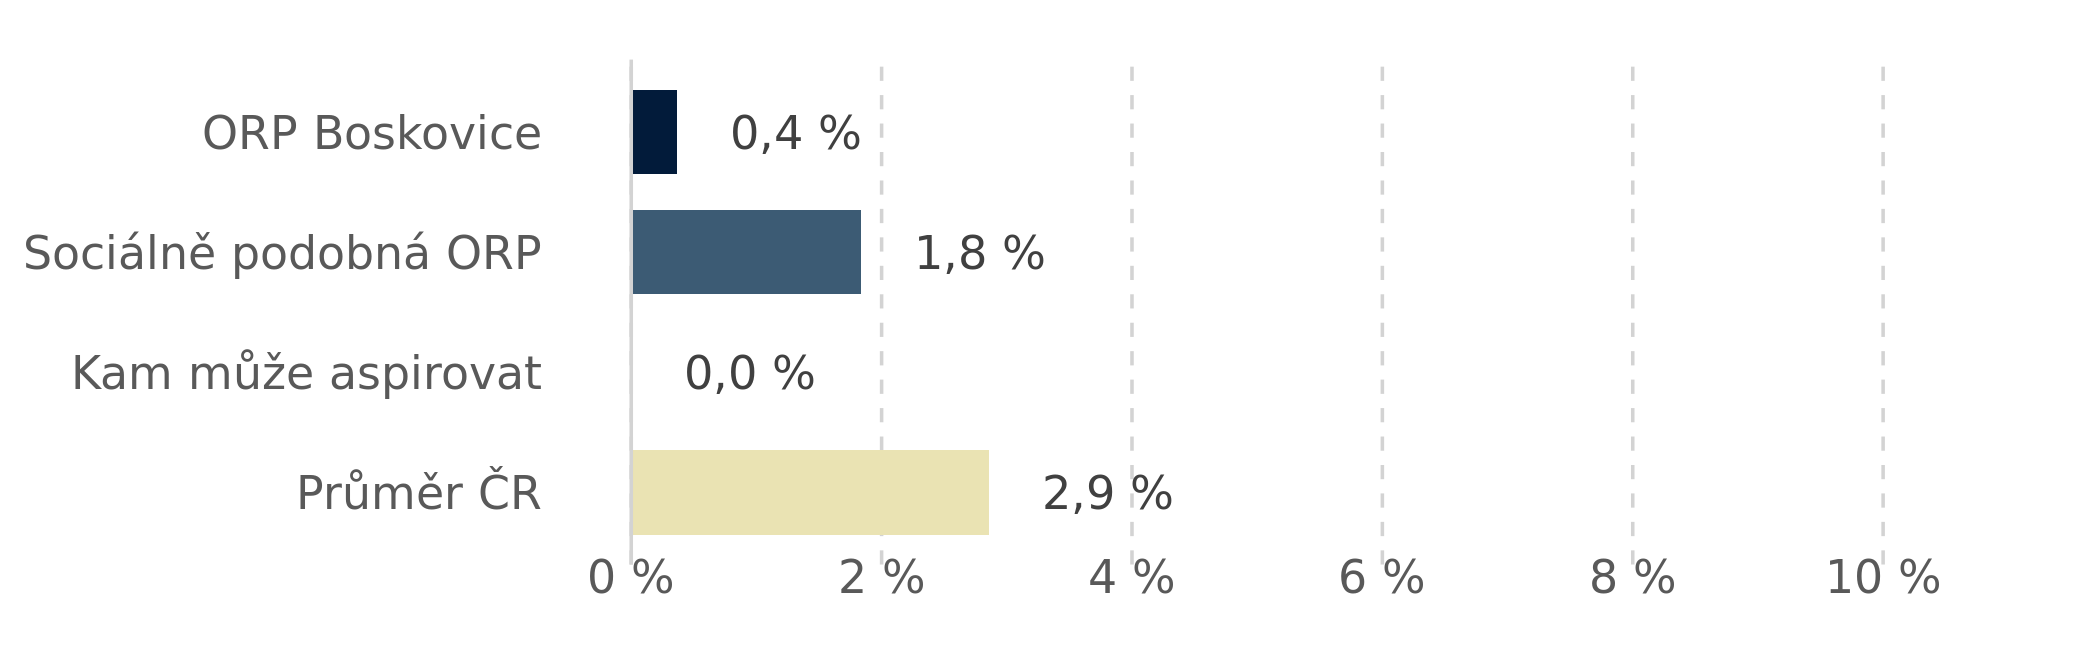 ORP Boskovice 0,4 %
Sociálně podobná ORP 1,8 %
Kam může aspirovat 0,0 %
Průměr ČR 2,9 %
0 % 2 % 4 % 6 % 8 % 10 %